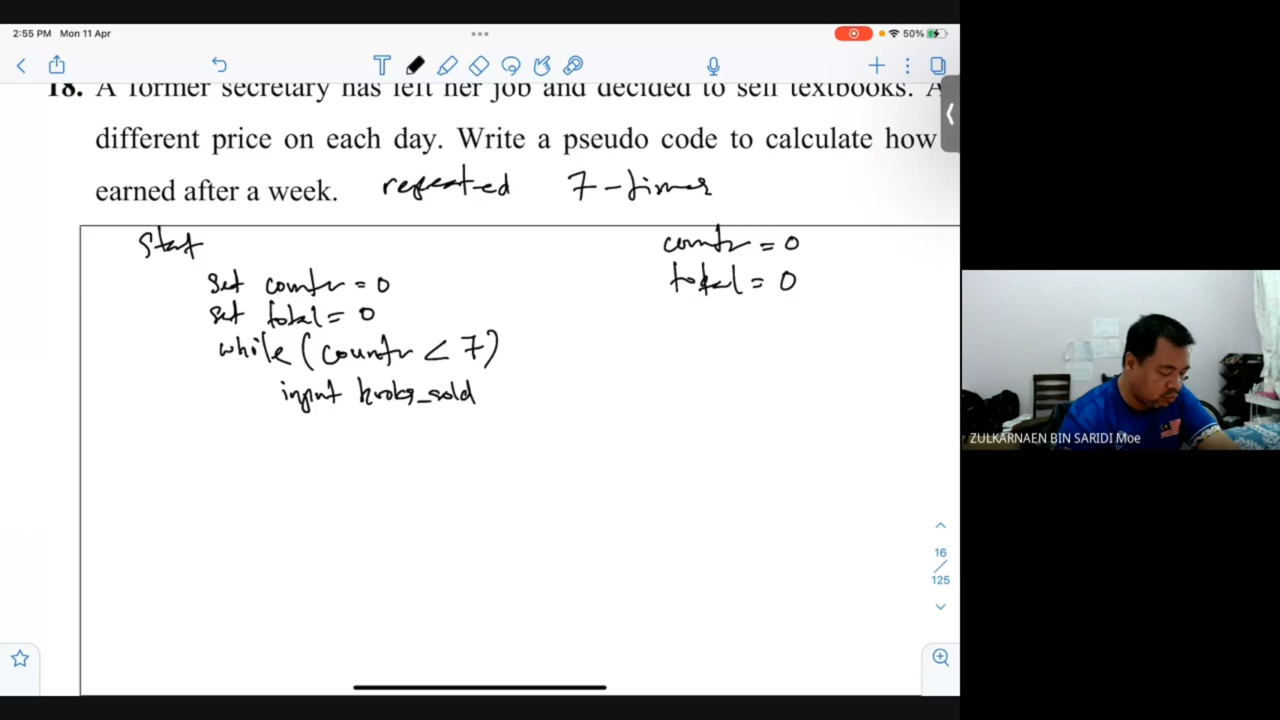 2:55 PM Mon 11 Apr
50%
18. A former secretary has left her job and decided to sell textbooks. A
different price on each day. Write a pseudo code to calculate how
earned after a week. repeated 7-times
start
counter = 0
total = 0
set counter = 0
set total = 0
while (counter < 7)
input books_sold
ZULKARNAEN BIN SARIDI Moe
16
/
125